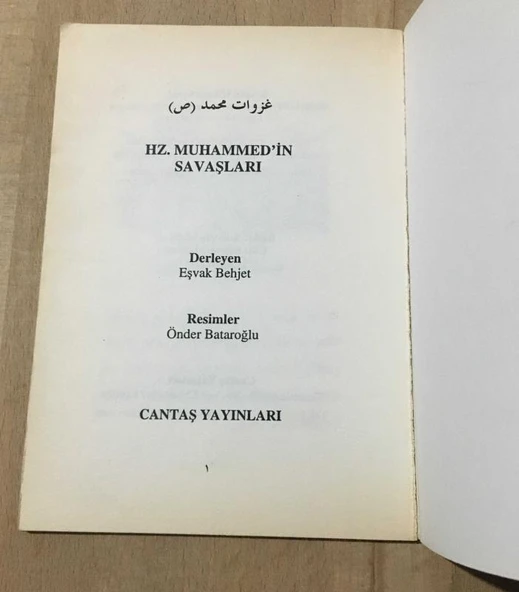 غزوات محمد (ص)
HZ. MUHAMMED'İN
SAVAŞLARI
Derleyen
Eşvak Behjet
Resimler
Önder Bataroğlu
CANTAŞ YAYINLARI
١